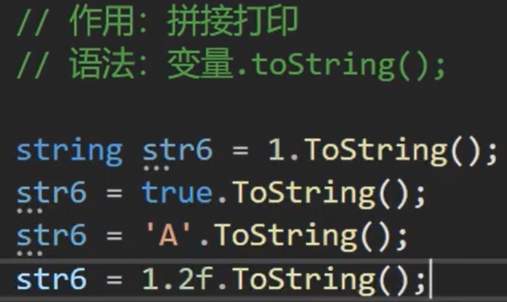 // 作用：拼接打印
// 语法：变量.toString();
string str6 = 1.ToString();
str6 = true.ToString();
str6 = 'A'.ToString();
str6 = 1.2f.ToString();